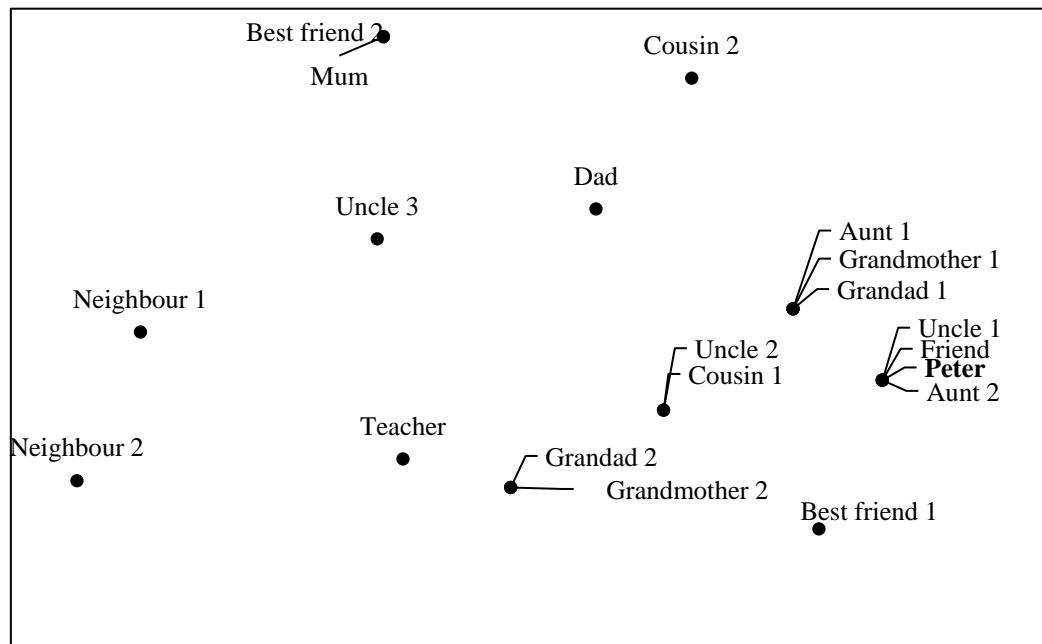 Best friend 2
Mum
Cousin 2
Dad
Uncle 3
Aunt 1
Grandmother 1
Grandad 1
Neighbour 1
Uncle 1
Friend
Peter
Aunt 2
Uncle 2
Cousin 1
Teacher
Neighbour 2
Grandad 2
Grandmother 2
Best friend 1